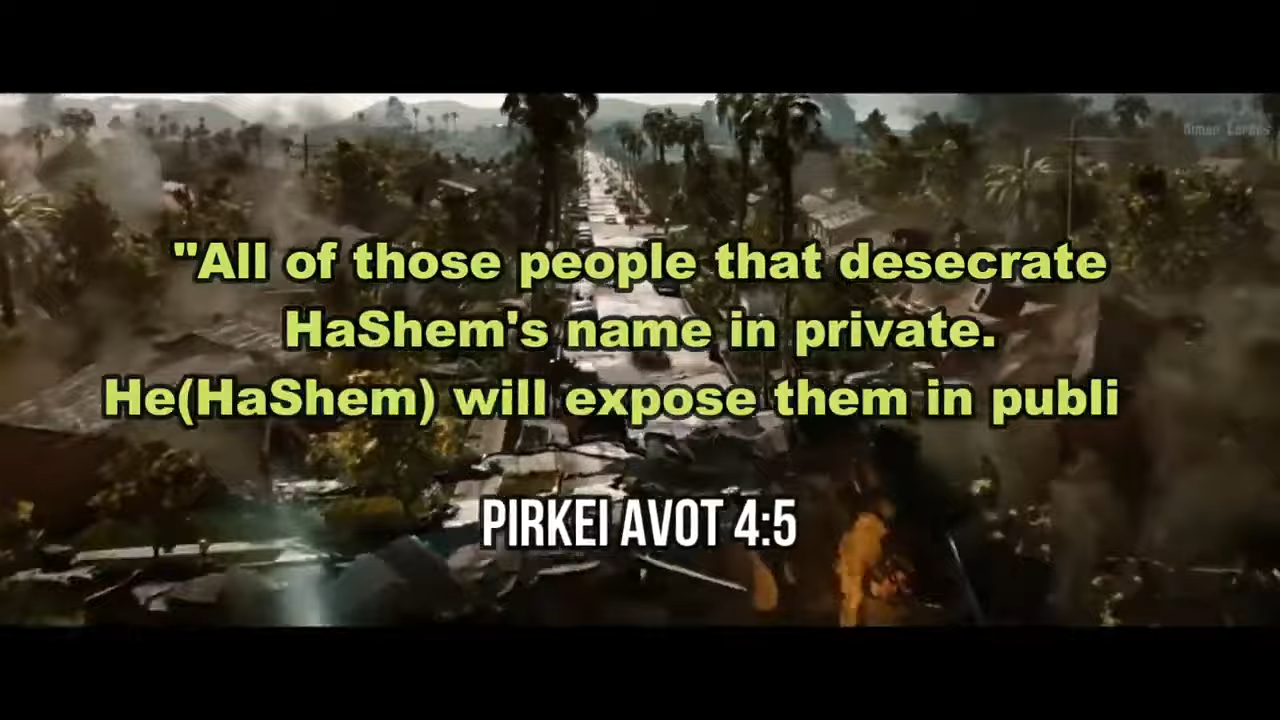 "All of those people that desecrate
HaShem's name in private.
He(HaShem) will expose them in publi
PIRKEI AVOT 4:5